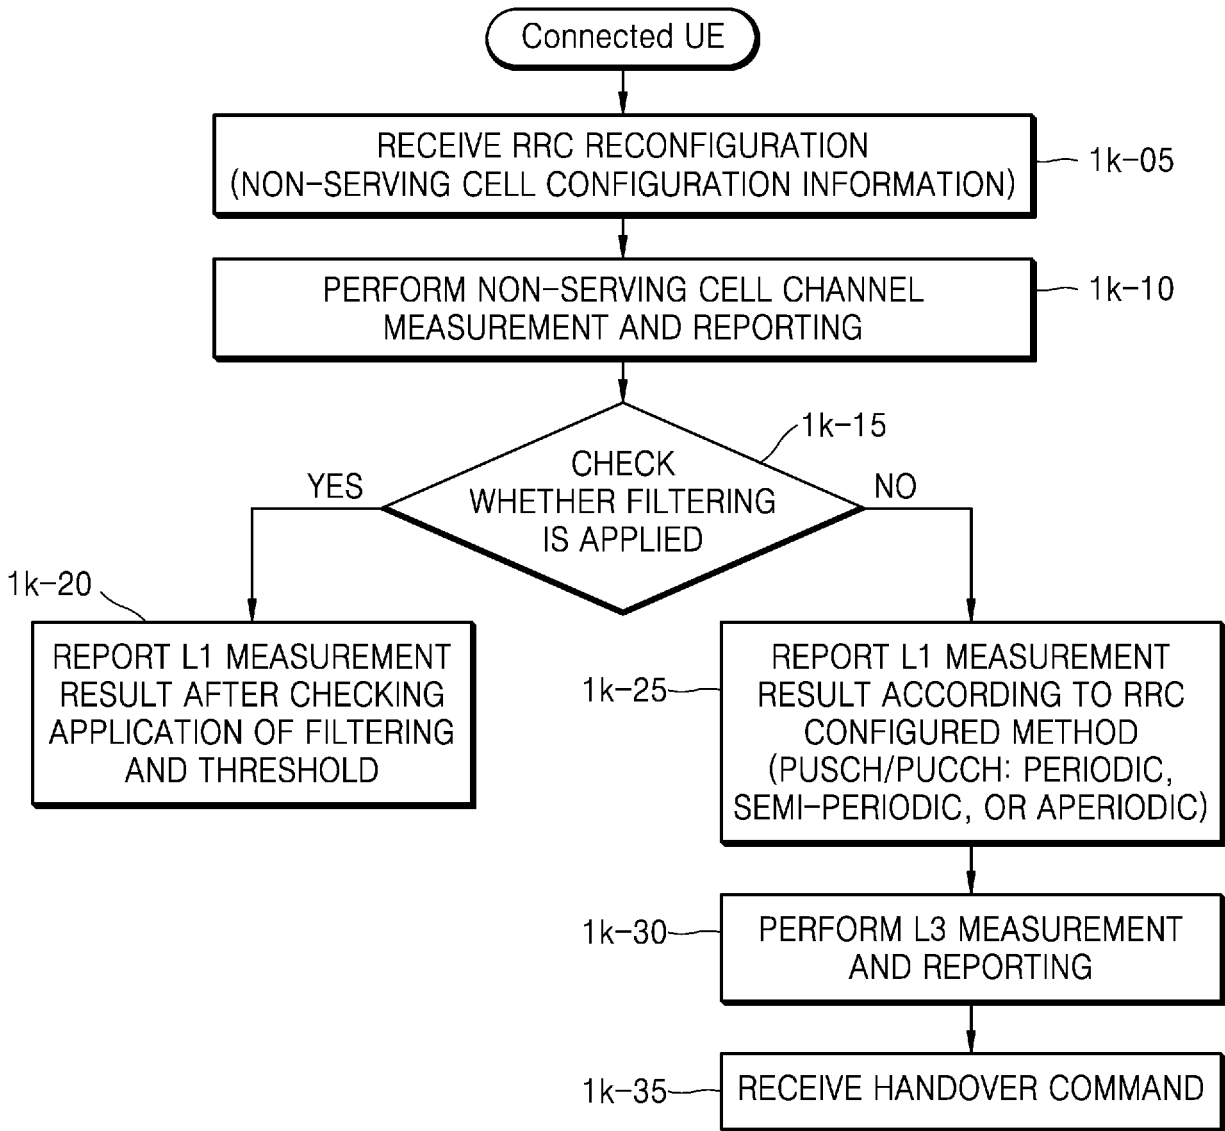 Connected UE
RECEIVE RRC RECONFIGURATION
(NON-SERVING CELL CONFIGURATION INFORMATION)
1k-05
PERFORM NON-SERVING CELL CHANNEL
MEASUREMENT AND REPORTING
1k-10
CHECK
WHETHER FILTERING
IS APPLIED
1k-15
YES
NO
1k-20
REPORT L1 MEASUREMENT
RESULT AFTER CHECKING
APPLICATION OF FILTERING
AND THRESHOLD
REPORT L1 MEASUREMENT
RESULT ACCORDING TO RRC
CONFIGURED METHOD
(PUSCH/PUCCH: PERIODIC,
SEMI-PERIODIC, OR APERIODIC)
1k-25
PERFORM L3 MEASUREMENT
AND REPORTING
1k-30
RECEIVE HANDOVER COMMAND
1k-35